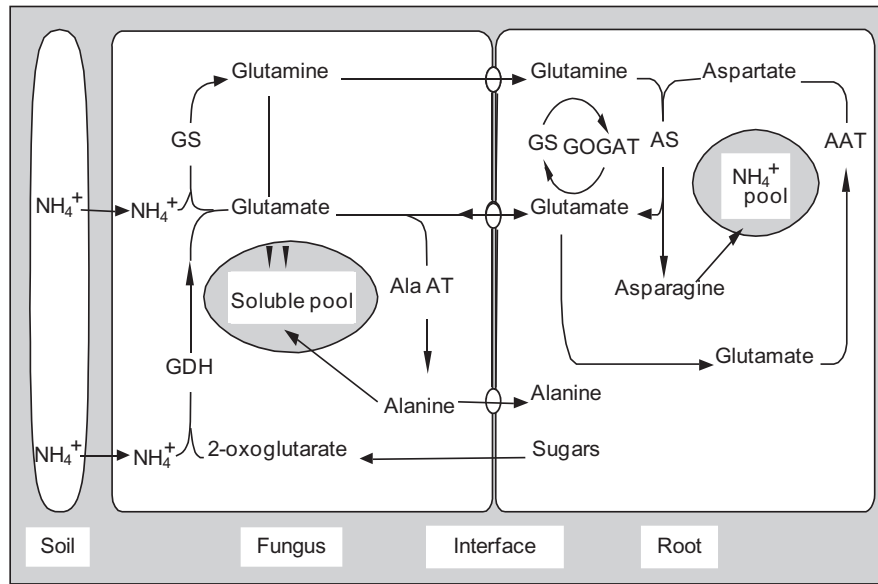 Glutamine
Glutamine
Aspartate
GS
GS
GOGAT
AS
AAT
NH₄⁺
NH₄⁺
Glutamate
Glutamate
NH₄⁺
pool
Soluble pool
Ala AT
Asparagine
GDH
Glutamate
Alanine
Alanine
NH₄⁺
NH₄⁺
2-oxoglutarate
Sugars
Soil
Fungus
Interface
Root